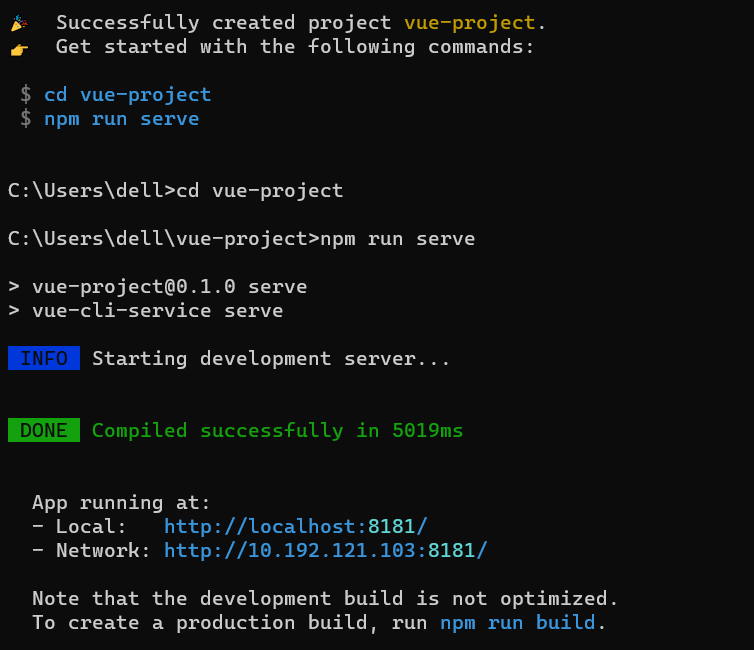 🎉  Successfully created project vue-project.
👉  Get started with the following commands:
$ cd vue-project
$ npm run serve
C:\Users\dell>cd vue-project
C:\Users\dell\vue-project>npm run serve
> vue-project@0.1.0 serve
> vue-cli-service serve
INFO  Starting development server...
DONE  Compiled successfully in 5019ms
App running at:
- Local:   http://localhost:8181/
- Network: http://10.192.121.103:8181/
Note that the development build is not optimized.
To create a production build, run npm run build.